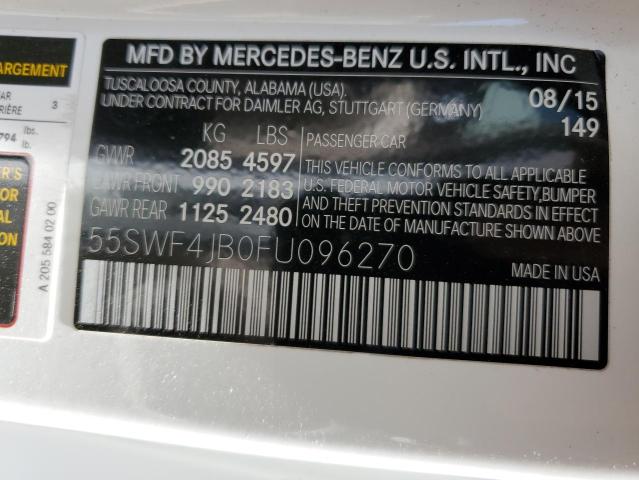 MFD BY MERCEDES-BENZ U.S. INTL., INC
TUSCALOOSA COUNTY, ALABAMA (USA).
UNDER CONTRACT FOR DAIMLER AG, STUTTGART (GERMANY)
08/15
149
KG LBS
GVWR 2085 4597
GAWR FRONT 990 2183
GAWR REAR 1125 2480
PASSENGER CAR
THIS VEHICLE CONFORMS TO ALL APPLICABLE
U.S. FEDERAL MOTOR VEHICLE SAFETY, BUMPER
AND THEFT PREVENTION STANDARDS IN EFFECT
ON THE DATE OF MANUFACTURE SHOWN ABOVE.
55SWF4JB0FU096270
MADE IN USA
ARGEMENT
3
794 lbs.
lb.
A 205 584 02 00